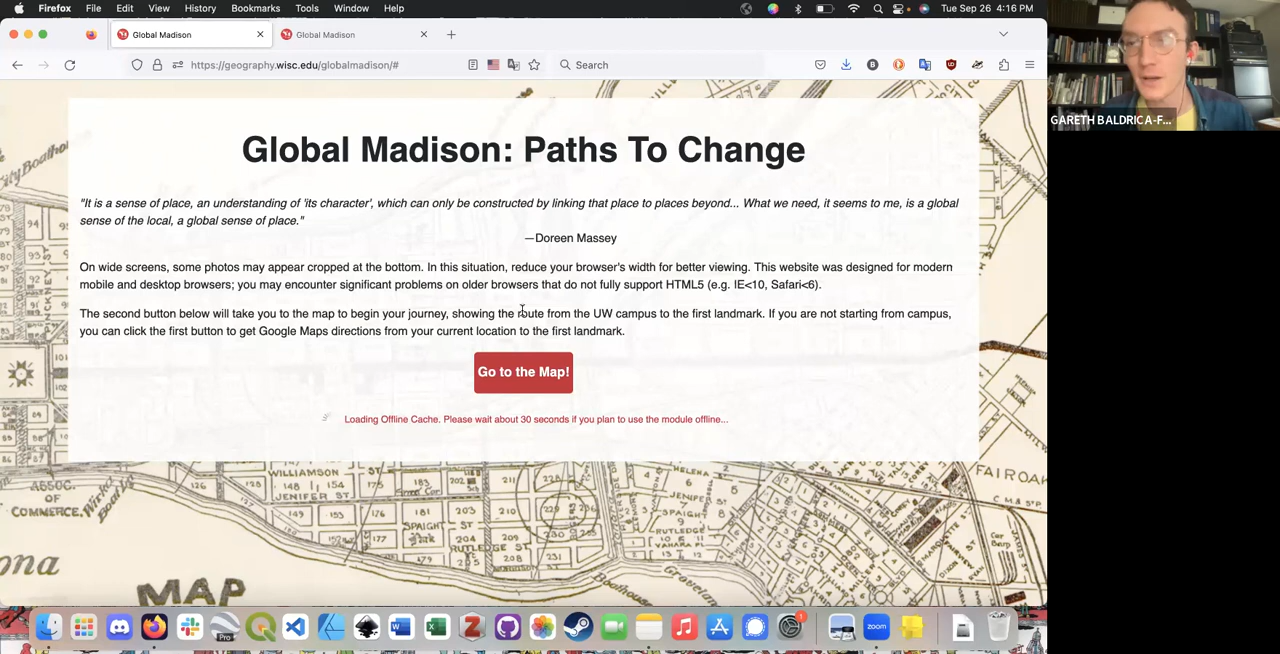 Firefox File Edit View History Bookmarks Tools Window Help
Tue Sep 26 4:16 PM
Global Madison
Global Madison
https://geography.wisc.edu/globalmadison/#
Search
GARETH BALDRICA-F...
Global Madison: Paths To Change
"It is a sense of place, an understanding of 'its character', which can only be constructed by linking that place to places beyond... What we need, it seems to me, is a global
sense of the local, a global sense of place."
—Doreen Massey
On wide screens, some photos may appear cropped at the bottom. In this situation, reduce your browser's width for better viewing. This website was designed for modern
mobile and desktop browsers; you may encounter significant problems on older browsers that do not fully support HTML5 (e.g. IE<10, Safari<6).
The second button below will take you to the map to begin your journey, showing the route from the UW campus to the first landmark. If you are not starting from campus,
you can click the first button to get Google Maps directions from your current location to the first landmark.
Go to the Map!
Loading Offline Cache. Please wait about 30 seconds if you plan to use the module offline...
WILLIAMSON ST
JENIFER ST.
SPAIGHT ST
RUTLEDGE ST
COMMERCE
FAIROA
ona
MAP
Pro
zoom